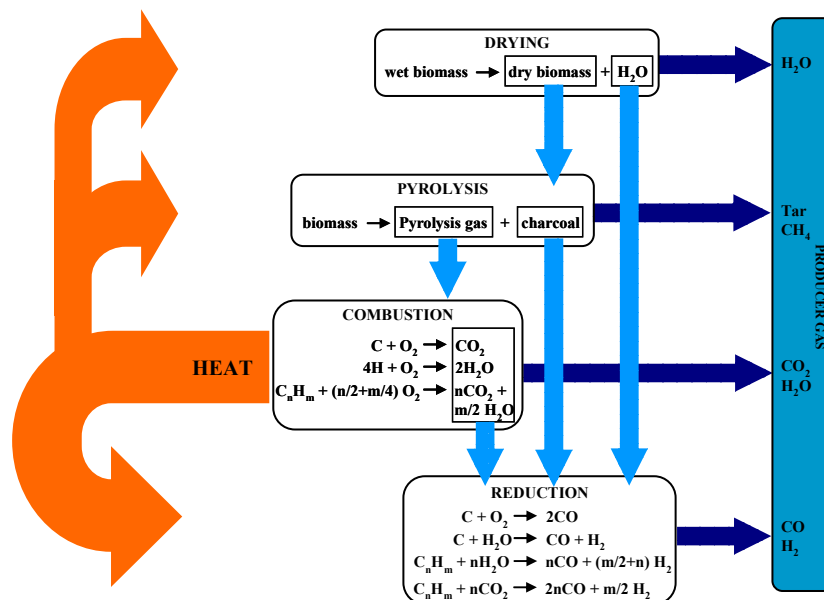 DRYING
wet biomass → dry biomass + H₂O
H₂O
PYROLYSIS
biomass → Pyrolysis gas + charcoal
Tar
CH₄
PRODUCER GAS
COMBUSTION
C + O₂ → CO₂
4H + O₂ → 2H₂O
CₙHₘ + (n/2+m/4) O₂ → nCO₂ +
m/2 H₂O
HEAT
CO₂
H₂O
REDUCTION
C + O₂ → 2CO
C + H₂O → CO + H₂
CₙHₘ + nH₂O → nCO + (m/2+n) H₂
CₙHₘ + nCO₂ → 2nCO + m/2 H₂
CO
H₂